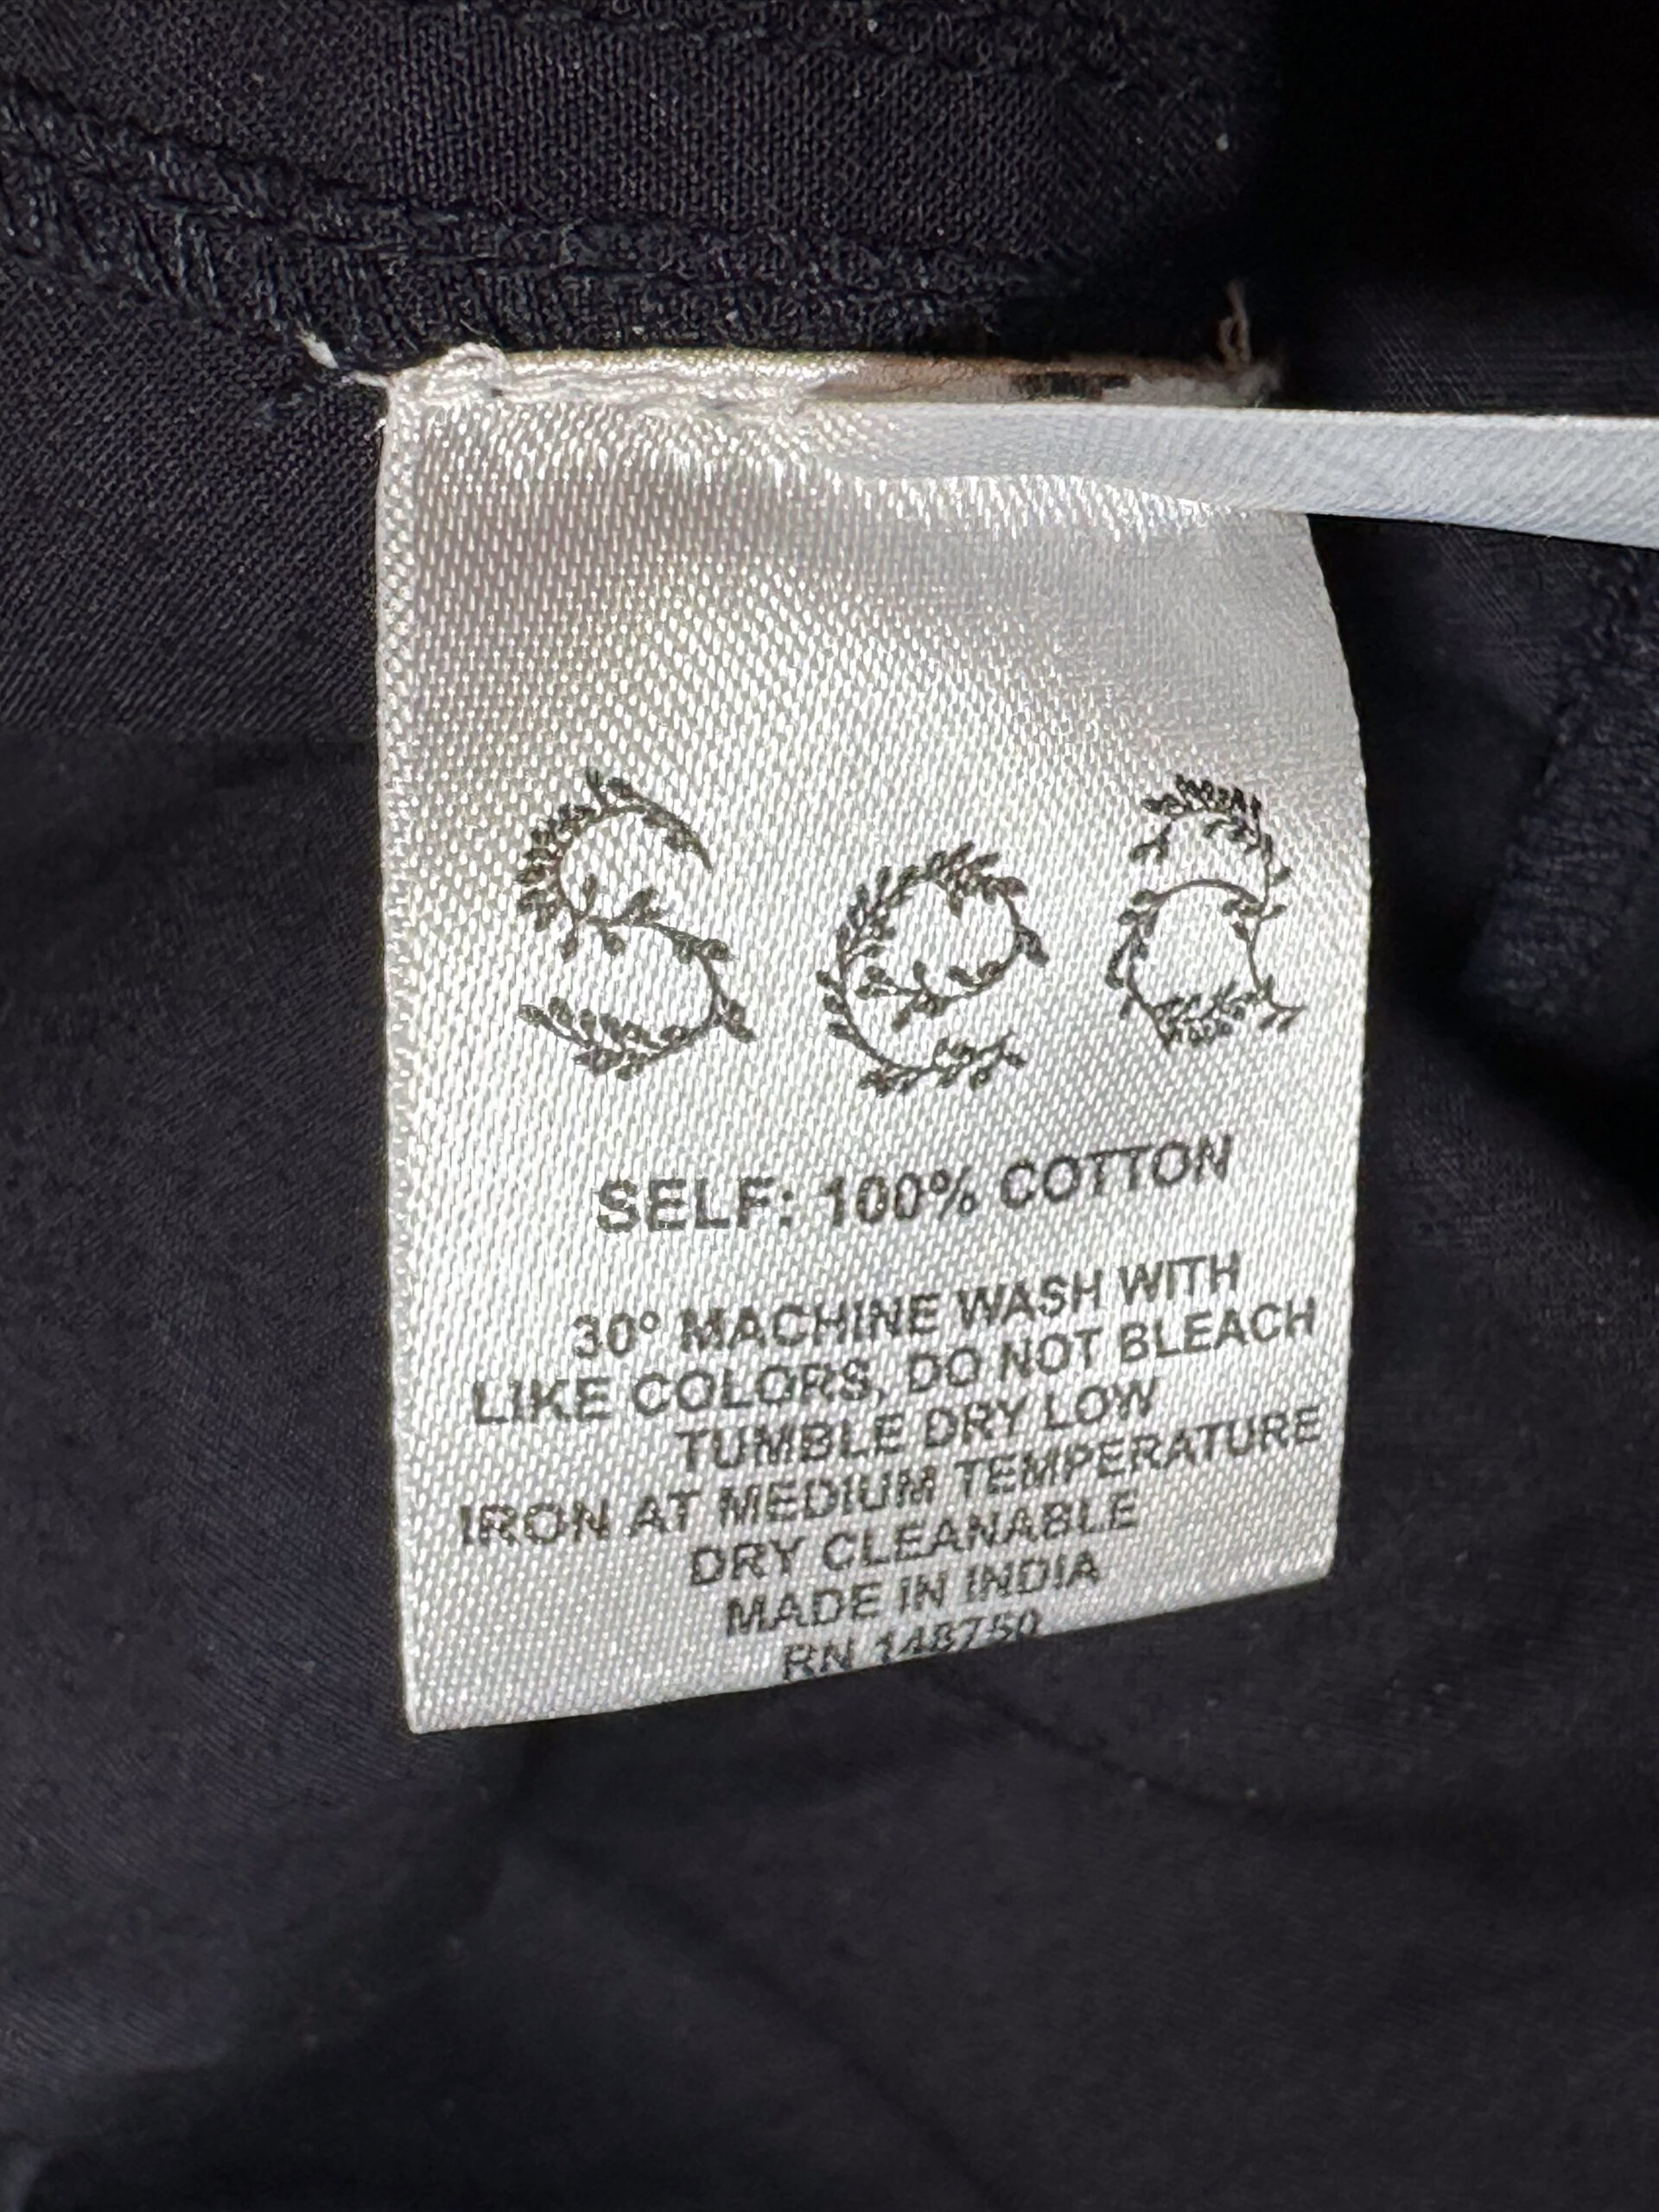 Sea
SELF: 100% COTTON
30° MACHINE WASH WITH
LIKE COLORS, DO NOT BLEACH
TUMBLE DRY LOW
IRON AT MEDIUM TEMPERATURE
DRY CLEANABLE
MADE IN INDIA
RN 148750